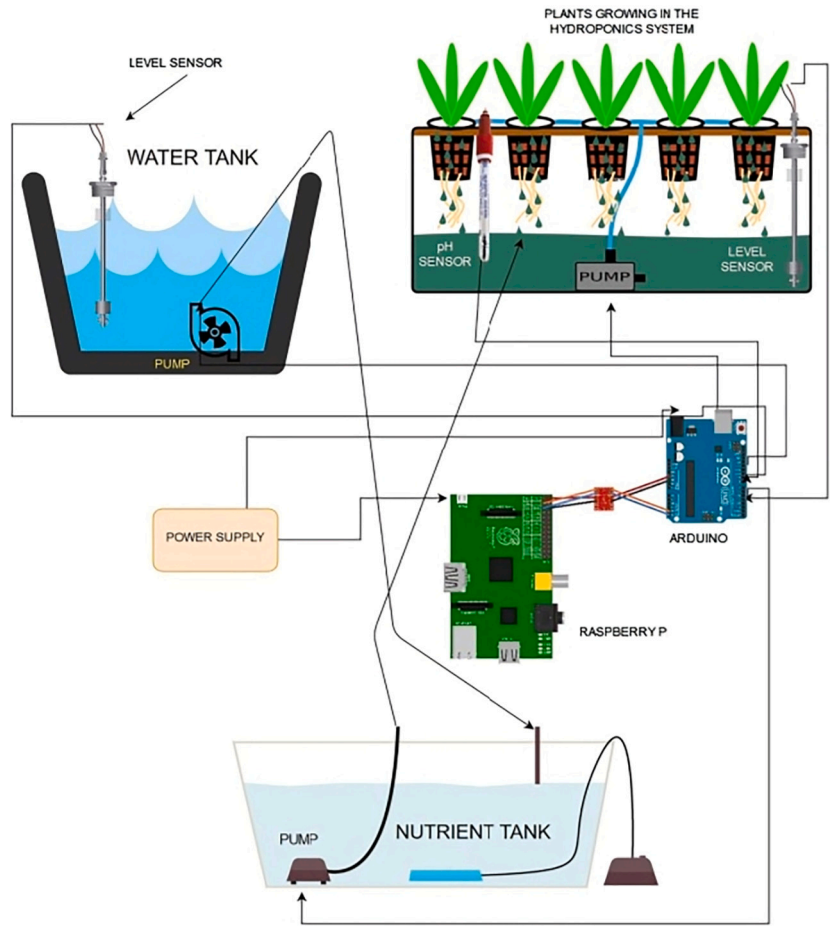 PLANTS GROWING IN THE
HYDROPONICS SYSTEM
LEVEL SENSOR
WATER TANK
pH
SENSOR
LEVEL
SENSOR
PUMP
PUMP
POWER SUPPLY
ARDUINO
RASPBERRY P
PUMP
NUTRIENT TANK